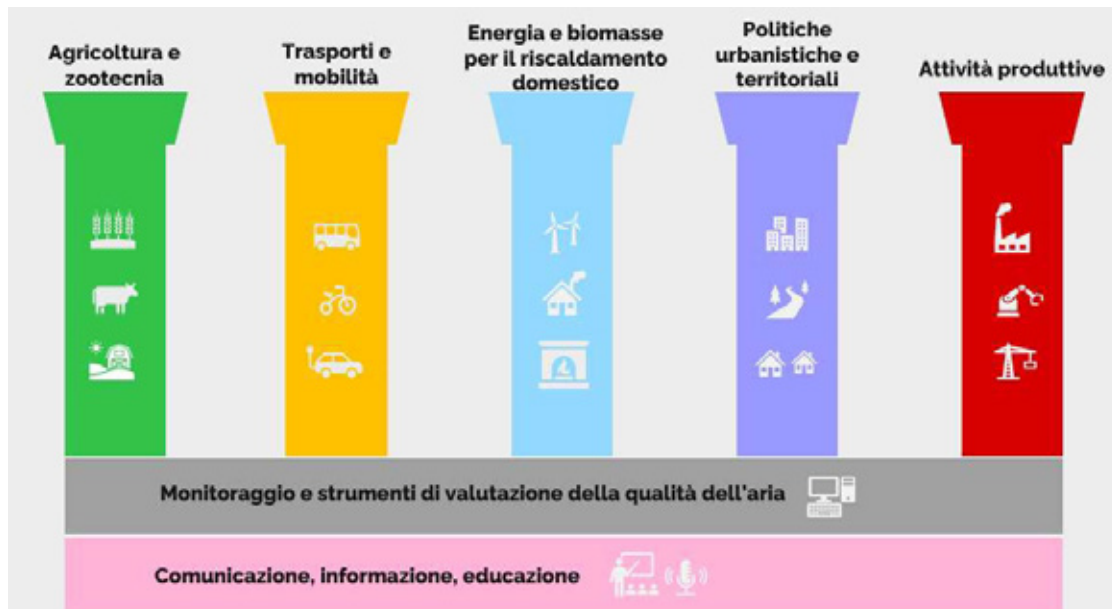 Agricoltura e
zootecnia
Trasporti e
mobilità
Energia e biomasse
per il riscaldamento
domestico
Politiche
urbanistiche e
territoriali
Attività produttive
Monitoraggio e strumenti di valutazione della qualità dell'aria
Comunicazione, informazione, educazione